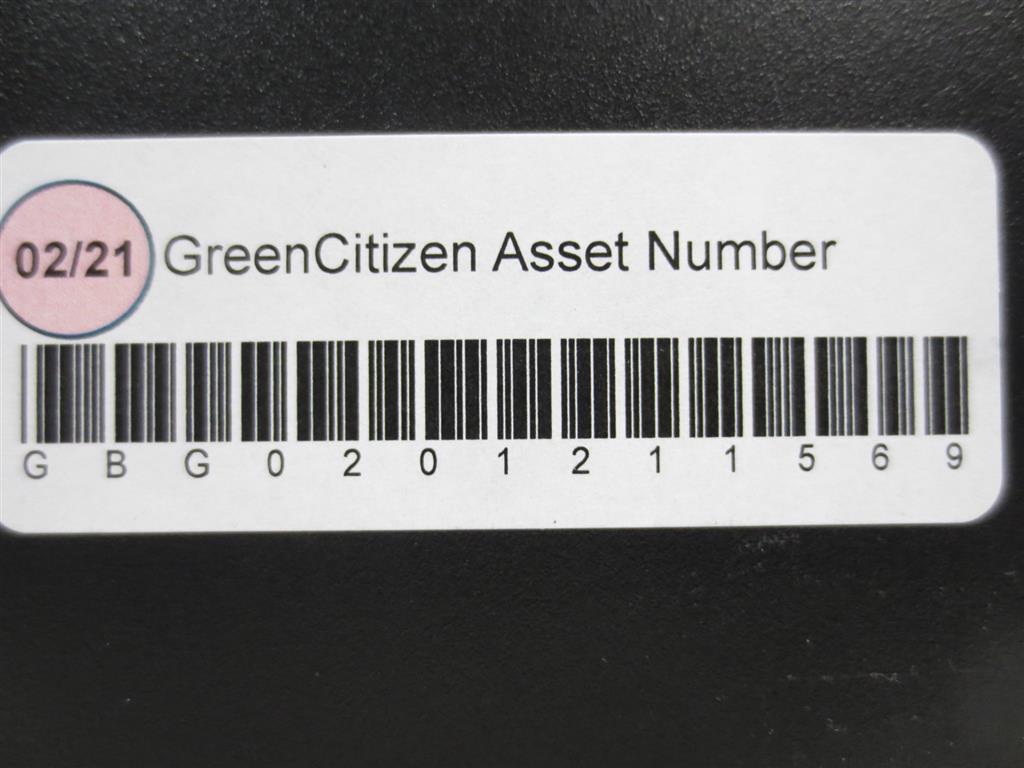 02/21 GreenCitizen Asset Number
G B G 0 2 0 1 2 1 1 5 6 9